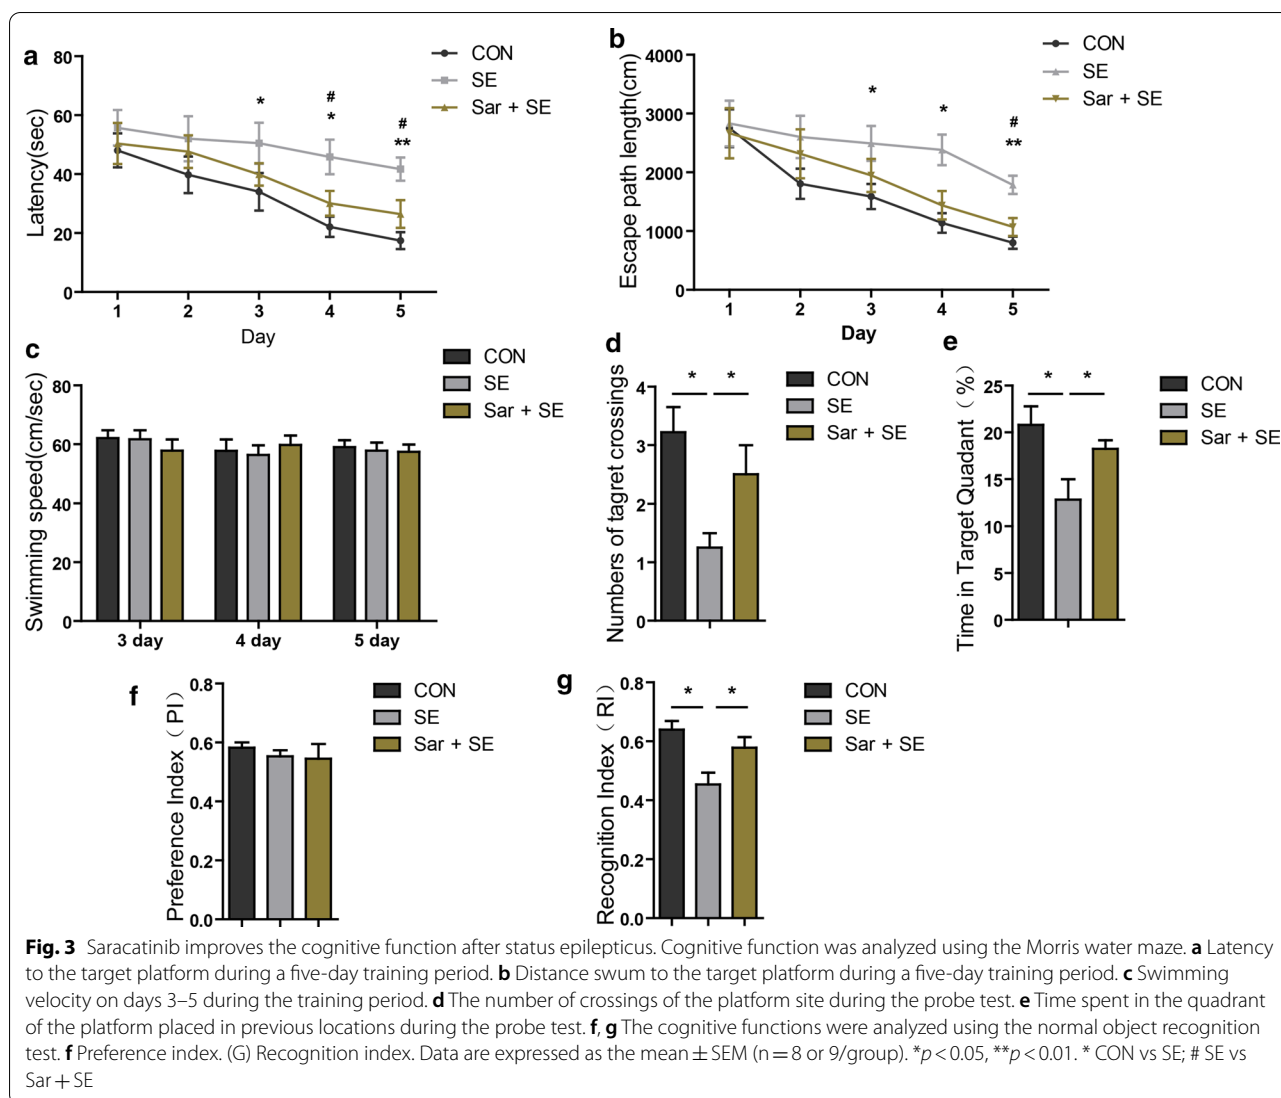 a
80
60
40
20
0
Latency(sec)
1 2 3 4 5
Day
*
#
*
#
**
CON
SE
Sar + SE
b
4000
3000
2000
1000
0
Escape path length(cm)
1 2 3 4 5
Day
*
*
#
**
CON
SE
Sar + SE
c
80
60
40
20
0
Swimming speed(cm/sec)
3 day 4 day 5 day
CON
SE
Sar + SE
d
4
3
2
1
0
Numbers of tagret crossings
* *
CON
SE
Sar + SE
e
25
20
15
10
5
0
Time in Target Quadant（%）
* *
CON
SE
Sar + SE
f
0.8
0.6
0.4
0.2
0.0
Preference Index（PI）
CON
SE
Sar + SE
g
0.8
0.6
0.4
0.2
0.0
Recognition Index（RI）
* *
CON
SE
Sar + SE
Fig. 3 Saracatinib improves the cognitive function after status epilepticus. Cognitive function was analyzed using the Morris water maze. a Latency
to the target platform during a five-day training period. b Distance swum to the target platform during a five-day training period. c Swimming
velocity on days 3–5 during the training period. d The number of crossings of the platform site during the probe test. e Time spent in the quadrant
of the platform placed in previous locations during the probe test. f, g The cognitive functions were analyzed using the normal object recognition
test. f Preference index. (G) Recognition index. Data are expressed as the mean ± SEM (n = 8 or 9/group). *p < 0.05, **p < 0.01. * CON vs SE; # SE vs
Sar + SE